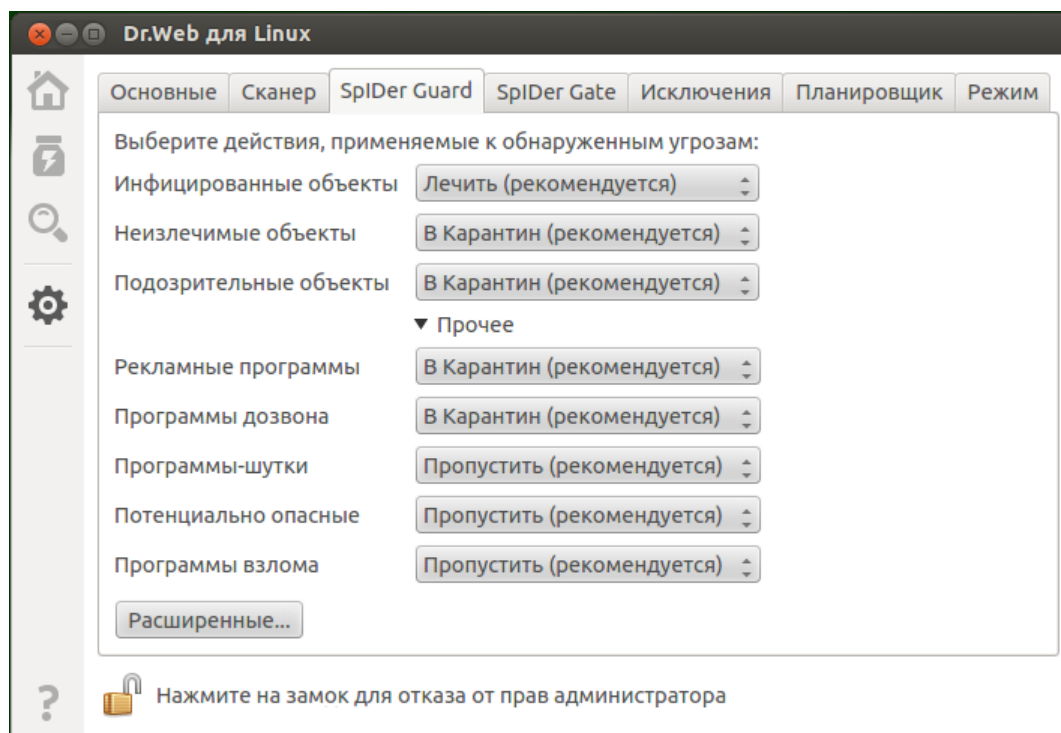 Dr.Web для Linux
Основные Сканер SpIDer Guard SpIDer Gate Исключения Планировщик Режим
Выберите действия, применяемые к обнаруженным угрозам:
Инфицированные объекты Лечить (рекомендуется)
Неизлечимые объекты В Карантин (рекомендуется)
Подозрительные объекты В Карантин (рекомендуется)
▼ Прочее
Рекламные программы В Карантин (рекомендуется)
Программы дозвона В Карантин (рекомендуется)
Программы-шутки Пропустить (рекомендуется)
Потенциально опасные Пропустить (рекомендуется)
Программы взлома Пропустить (рекомендуется)
Расширенные...
? Нажмите на замок для отказа от прав администратора